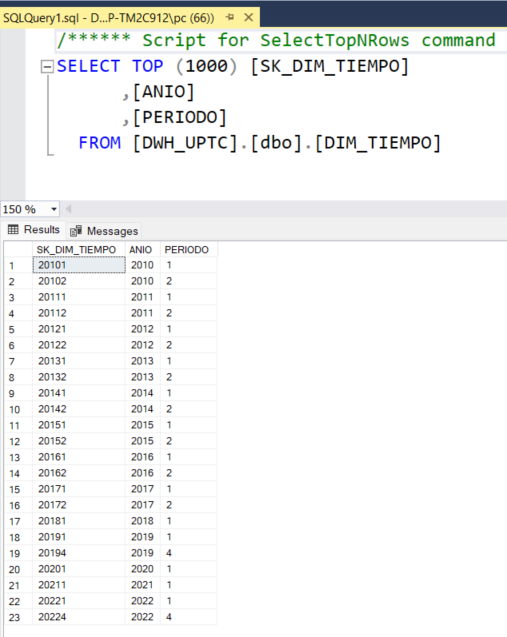 SQLQuery1.sql - D...P-TM2C912\pc (66))
/****** Script for SelectTopNRows command
SELECT TOP (1000) [SK_DIM_TIEMPO]
,[ANIO]
,[PERIODO]
FROM [DWH_UPTC].[dbo].[DIM_TIEMPO]
150 %
Results Messages
SK_DIM_TIEMPO ANIO PERIODO
1 20101 2010 1
2 20102 2010 2
3 20111 2011 1
4 20112 2011 2
5 20121 2012 1
6 20122 2012 2
7 20131 2013 1
8 20132 2013 2
9 20141 2014 1
10 20142 2014 2
11 20151 2015 1
12 20152 2015 2
13 20161 2016 1
14 20162 2016 2
15 20171 2017 1
16 20172 2017 2
17 20181 2018 1
18 20191 2019 1
19 20194 2019 4
20 20201 2020 1
21 20211 2021 1
22 20221 2022 1
23 20224 2022 4